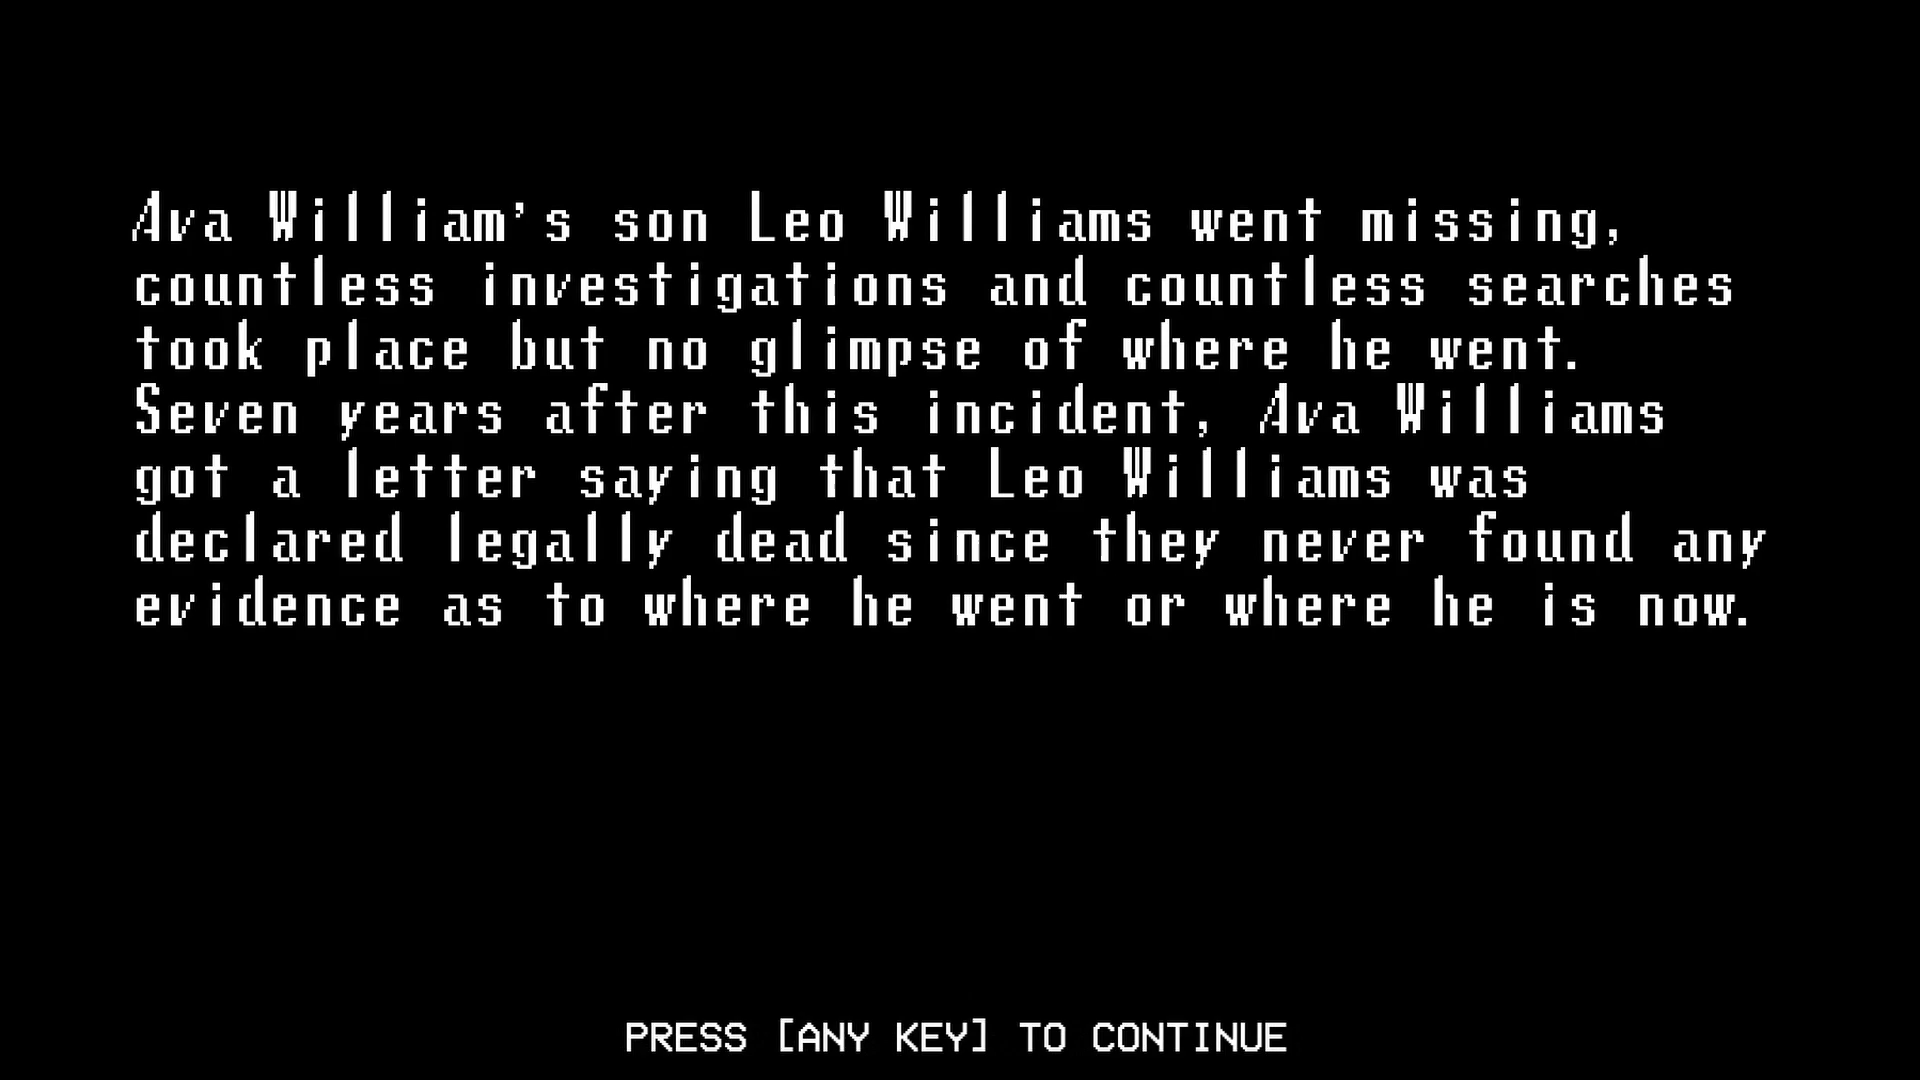 Ava William's son Leo Williams went missing,
countless investigations and countless searches
took place but no glimpse of where he went.
Seven years after this incident, Ava Williams
got a letter saying that Leo Williams was
declared legally dead since they never found any
evidence as to where he went or where he is now.
PRESS [ANY KEY] TO CONTINUE